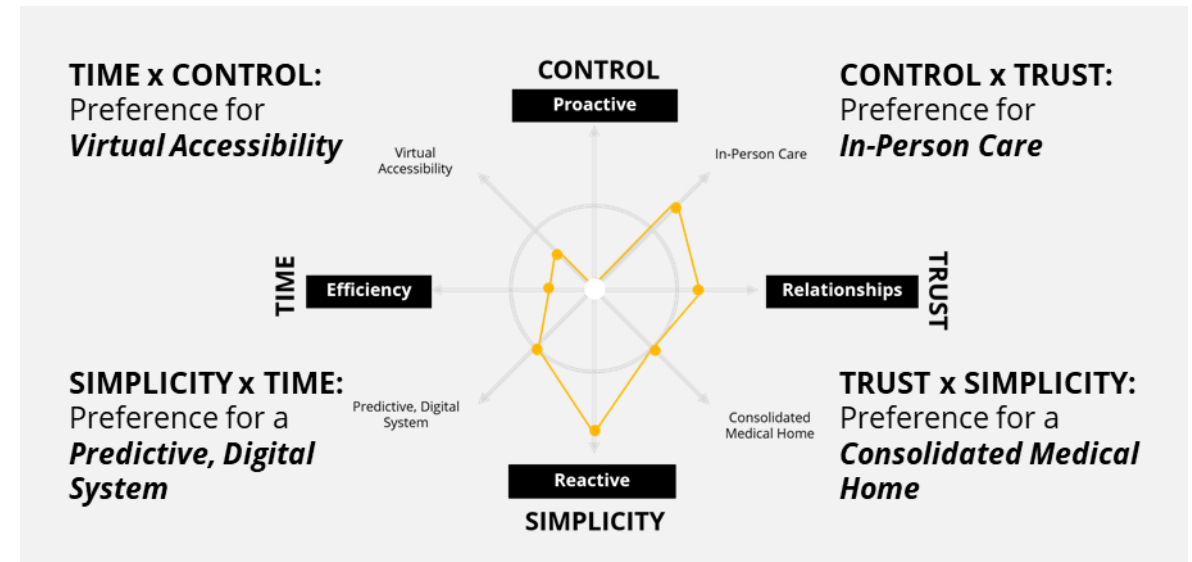 TIME x CONTROL:
Preference for
Virtual Accessibility
CONTROL
Proactive
CONTROL x TRUST:
Preference for
In-Person Care
Virtual
Accessibility
In-Person Care
TIME
Efficiency
Relationships
TRUST
SIMPLICITY x TIME:
Preference for a
Predictive, Digital
System
Predictive, Digital
System
Consolidated
Medical Home
TRUST x SIMPLICITY:
Preference for a
Consolidated Medical
Home
Reactive
SIMPLICITY